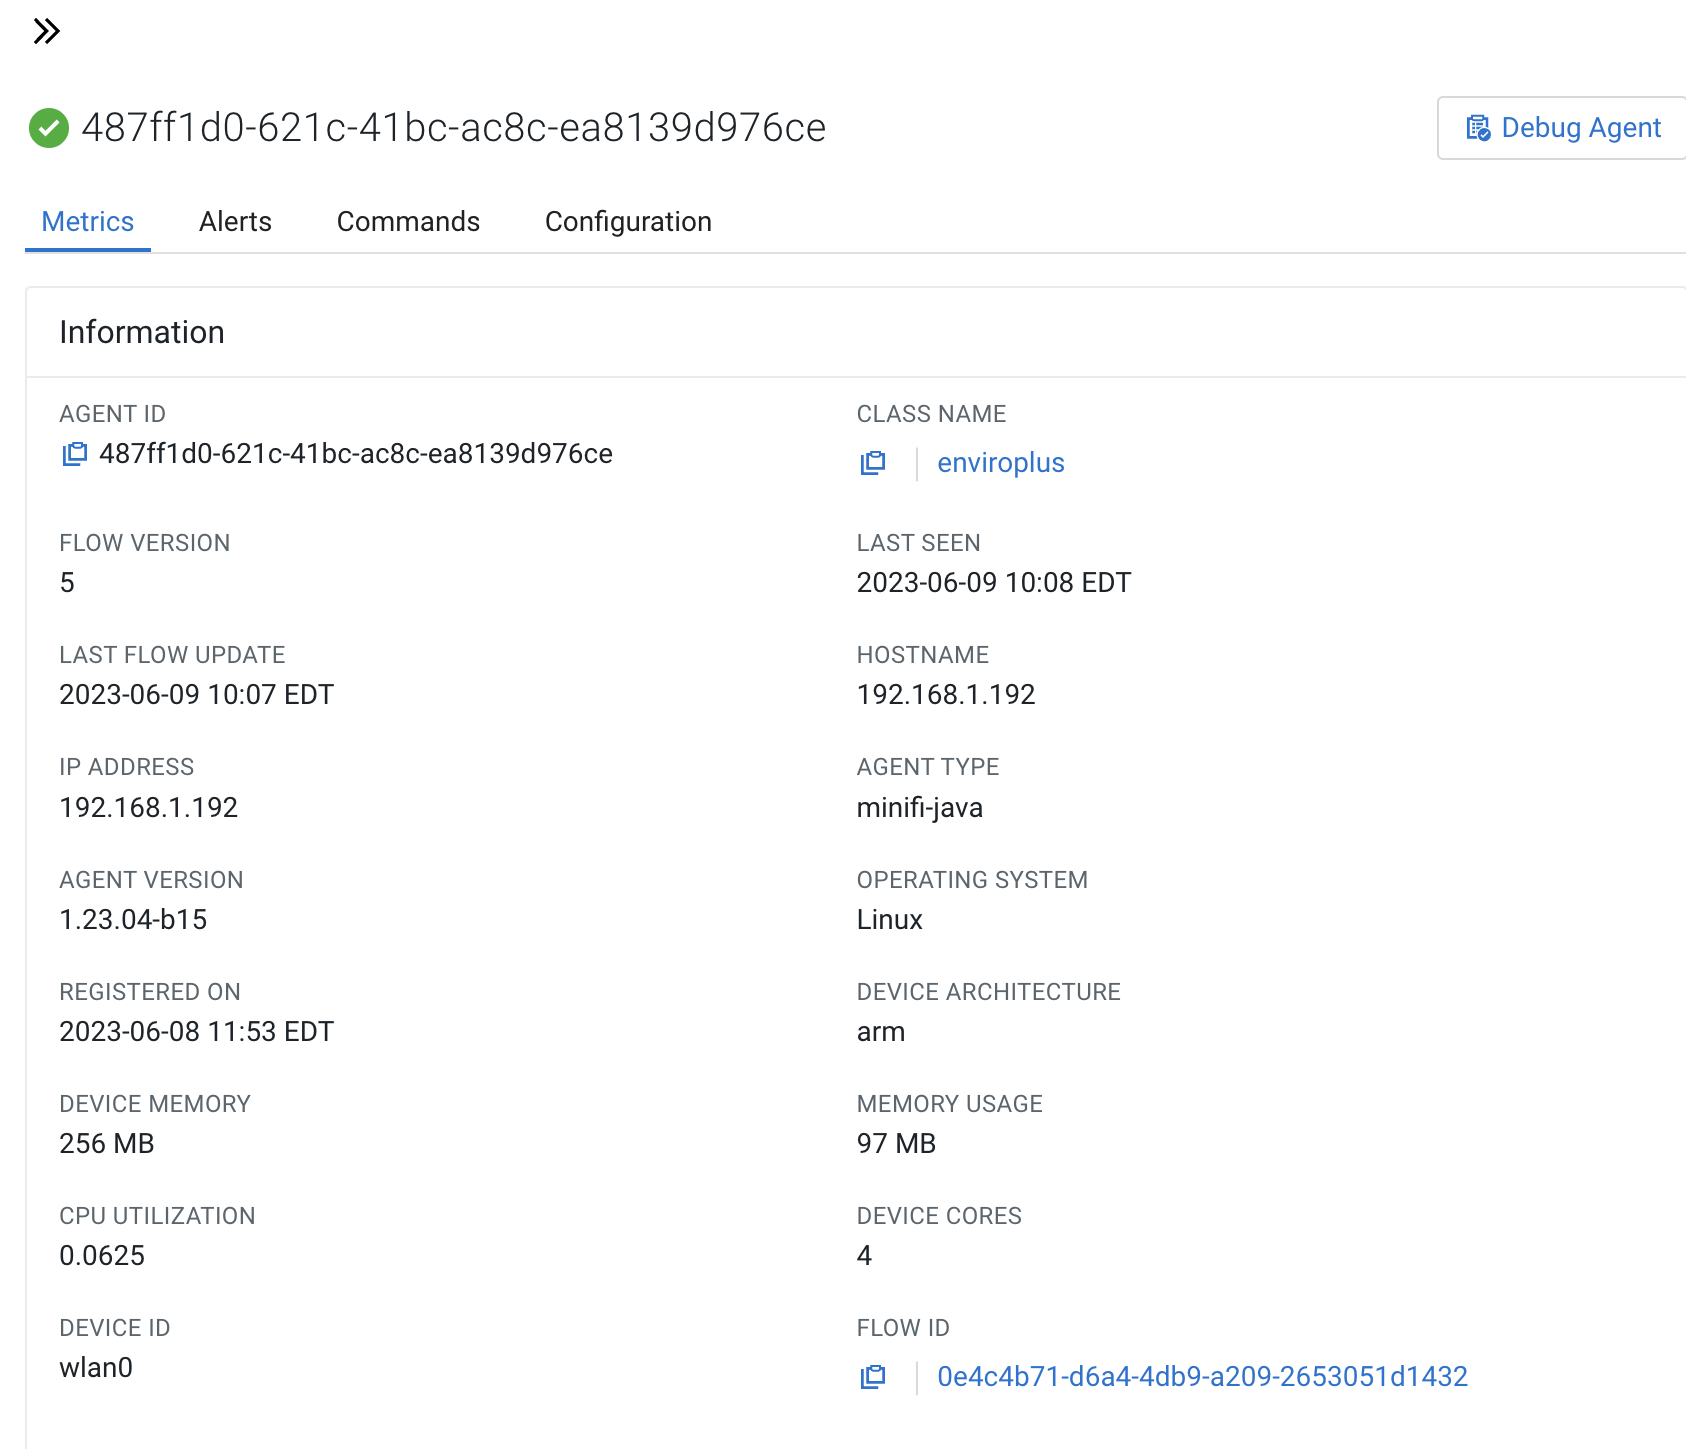 487ff1d0-621c-41bc-ac8c-ea8139d976ce
Debug Agent
Metrics Alerts Commands Configuration
Information
AGENT ID
487ff1d0-621c-41bc-ac8c-ea8139d976ce
CLASS NAME
enviroplus
FLOW VERSION
5
LAST SEEN
2023-06-09 10:08 EDT
LAST FLOW UPDATE
2023-06-09 10:07 EDT
HOSTNAME
192.168.1.192
IP ADDRESS
192.168.1.192
AGENT TYPE
minifi-java
AGENT VERSION
1.23.04-b15
OPERATING SYSTEM
Linux
REGISTERED ON
2023-06-08 11:53 EDT
DEVICE ARCHITECTURE
arm
DEVICE MEMORY
256 MB
MEMORY USAGE
97 MB
CPU UTILIZATION
0.0625
DEVICE CORES
4
DEVICE ID
wlan0
FLOW ID
0e4c4b71-d6a4-4db9-a209-2653051d1432